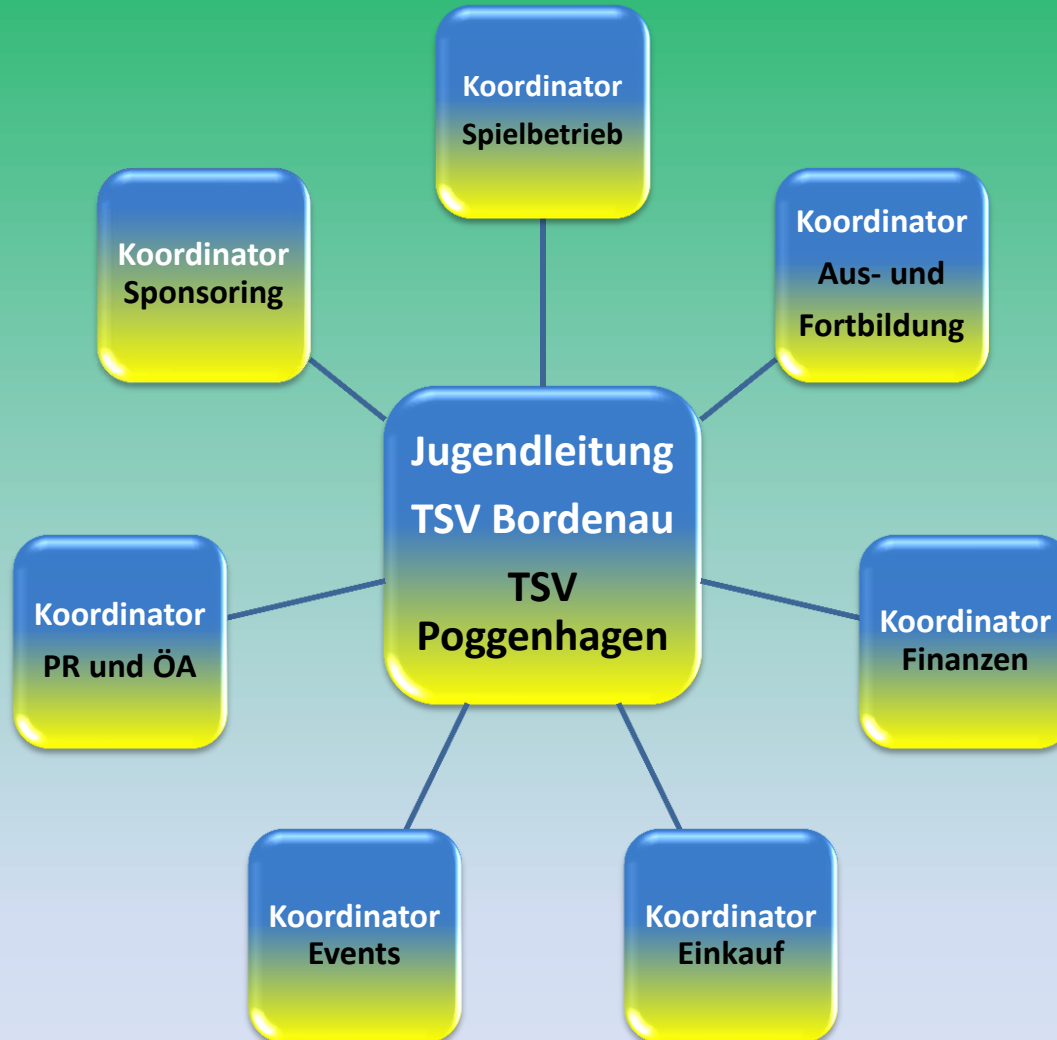 Koordinator
Spielbetrieb
Koordinator
Sponsoring
Koordinator
Aus- und
Fortbildung
Jugendleitung
TSV Bordenau
TSV
Poggenhagen
Koordinator
PR und ÖA
Koordinator
Finanzen
Koordinator
Events
Koordinator
Einkauf